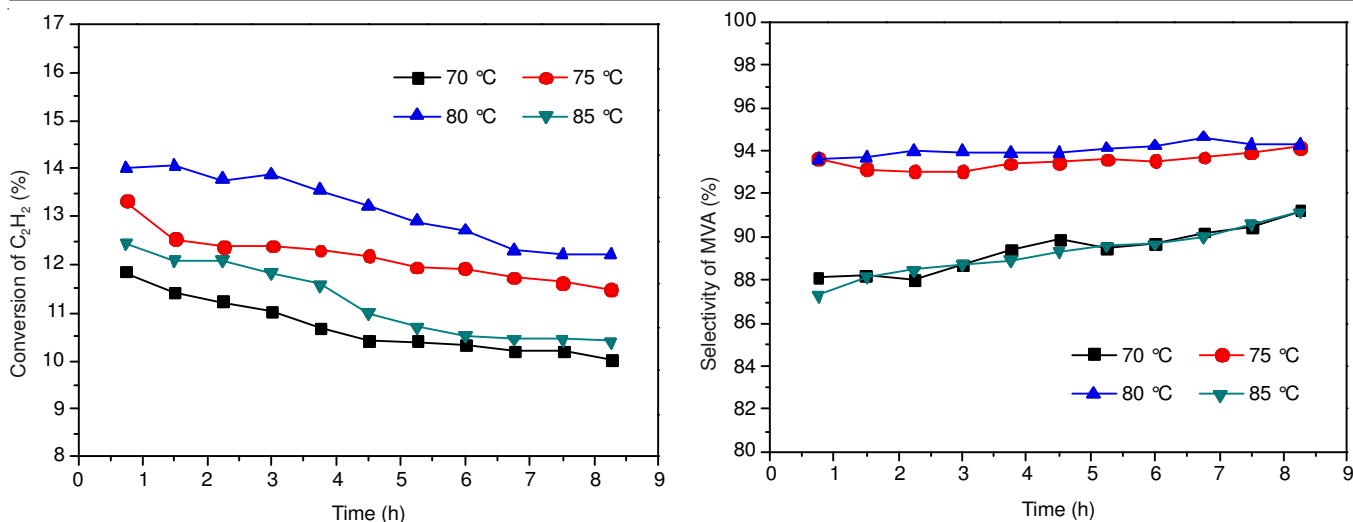 17
16
15
14
13
12
11
10
9
8
Conversion of C₂H₂ (%)
70 °C 75 °C
80 °C 85 °C
0 1 2 3 4 5 6 7 8 9
Time (h)
100
98
96
94
92
90
88
86
84
82
80
Selectivity of MVA (%)
70 °C 75 °C
80 °C 85 °C
0 1 2 3 4 5 6 7 8 9
Time (h)